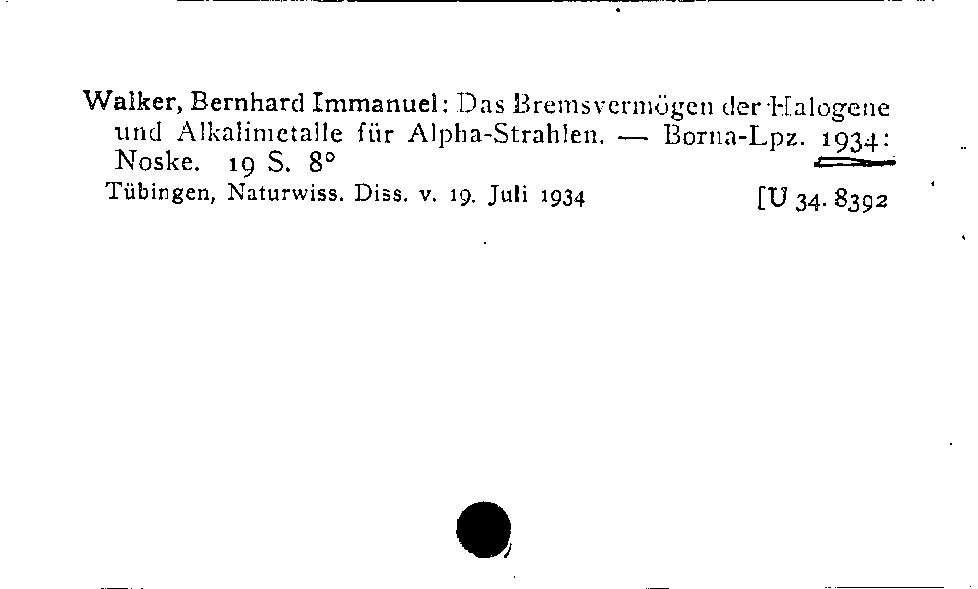 Walker, Bernhard Immanuel: Das Bremsvermögen der Halogene
und Alkalimetalle für Alpha-Strahlen. — Borna-Lpz. 1934:
Noske. 19 S. 8°
Tübingen, Naturwiss. Diss. v. 19. Juli 1934 [U 34. 8392